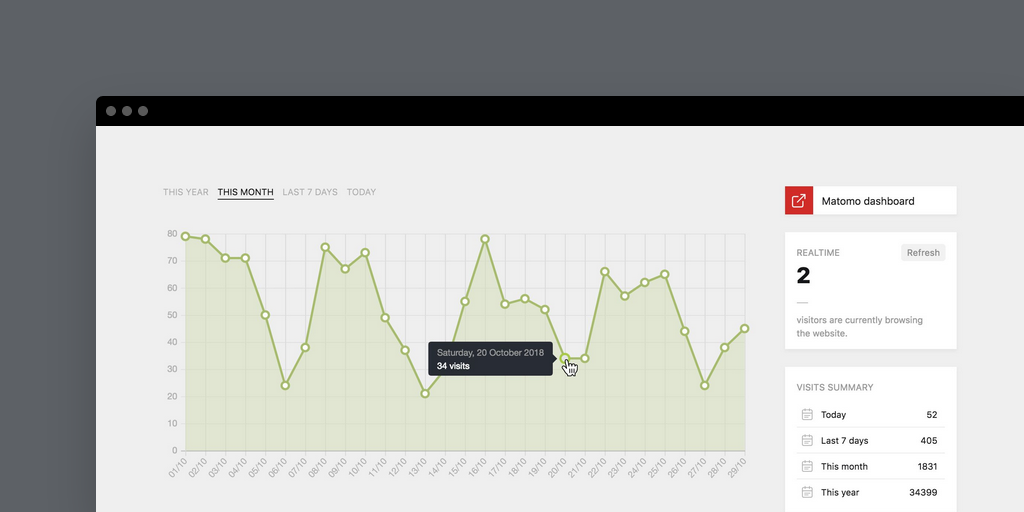 THIS YEAR THIS MONTH LAST 7 DAYS TODAY
80
70
60
50
40
30
20
10
0
01/10 02/10 03/10 04/10 05/10 06/10 07/10 08/10 09/10 10/10 11/10 12/10 13/10 14/10 15/10 16/10 17/10 18/10 19/10 20/10 21/10 22/10 23/10 24/10 25/10 26/10 27/10 28/10 29/10
Saturday, 20 October 2018
34 visits
Matomo dashboard
REALTIME Refresh
2
visitors are currently browsing
the website.
VISITS SUMMARY
Today 52
Last 7 days 405
This month 1831
This year 34399